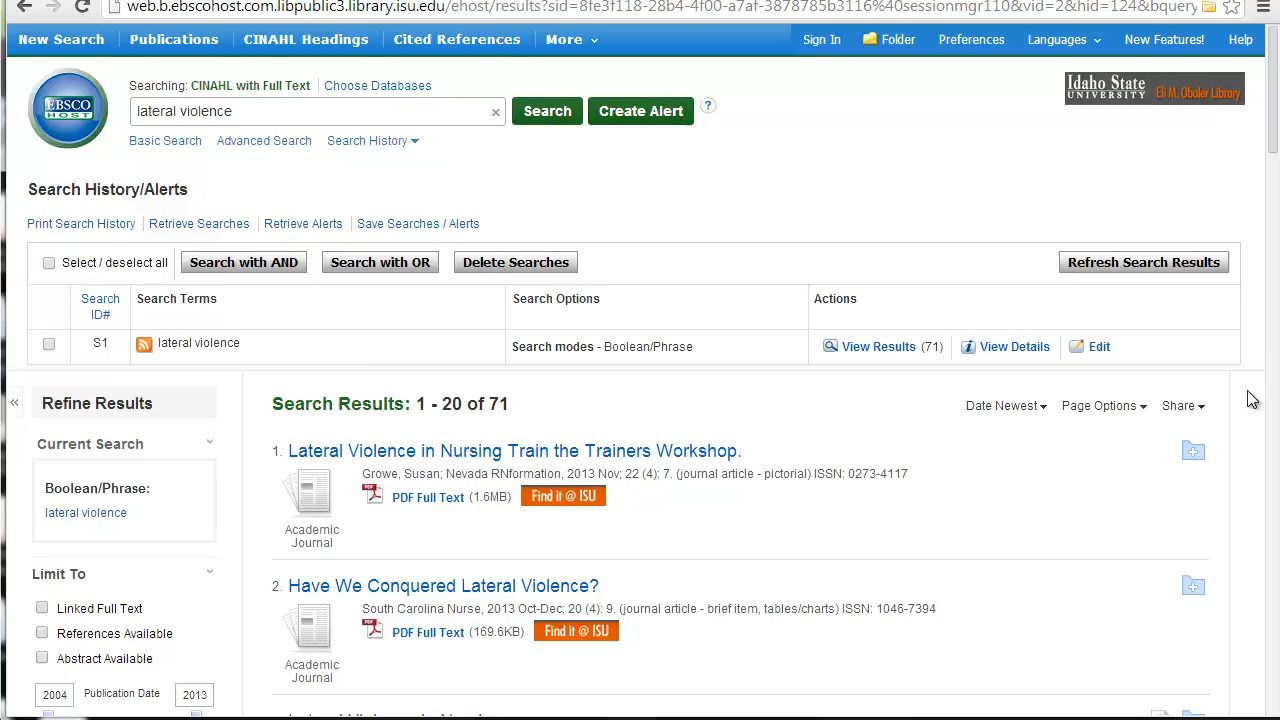 web.b.ebscohost.com.libpublic3.library.isu.edu/ehost/results?sid=8fe3f118-28b4-4f00-a7af-3878785b3116%40sessionmgr110&vid=2&hid=124&bquery
New Search Publications CINAHL Headings Cited References More Sign In Folder Preferences Languages New Features! Help
Searching: CINAHL with Full Text Choose Databases
Idaho State UNIVERSITY Eli M. Oboler Library
EBSCO HOST
lateral violence × Search Create Alert ?
Basic Search Advanced Search Search History
Search History/Alerts
Print Search History Retrieve Searches Retrieve Alerts Save Searches / Alerts
Select / deselect all Search with AND Search with OR Delete Searches Refresh Search Results
Search ID# Search Terms Search Options Actions
S1 lateral violence Search modes - Boolean/Phrase View Results (71) View Details Edit
« Refine Results
Search Results: 1 - 20 of 71 Date Newest Page Options Share
Current Search
Boolean/Phrase:
lateral violence
Limit To
Linked Full Text
References Available
Abstract Available
2004 Publication Date 2013
1. Lateral Violence in Nursing Train the Trainers Workshop.
Growe, Susan; Nevada RNformation, 2013 Nov; 22 (4): 7. (journal article - pictorial) ISSN: 0273-4117
PDF PDF Full Text (1.6MB) Find it @ ISU
Academic
Journal
2. Have We Conquered Lateral Violence?
South Carolina Nurse, 2013 Oct-Dec; 20 (4): 9. (journal article - brief item, tables/charts) ISSN: 1046-7394
PDF PDF Full Text (169.6KB) Find it @ ISU
Academic
Journal